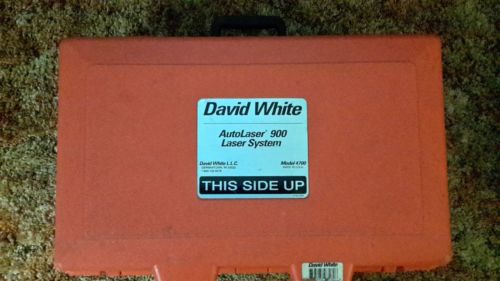 David White
AutoLaser® 900
Laser System
David White L.L.C.
Model 4700
THIS SIDE UP
David White